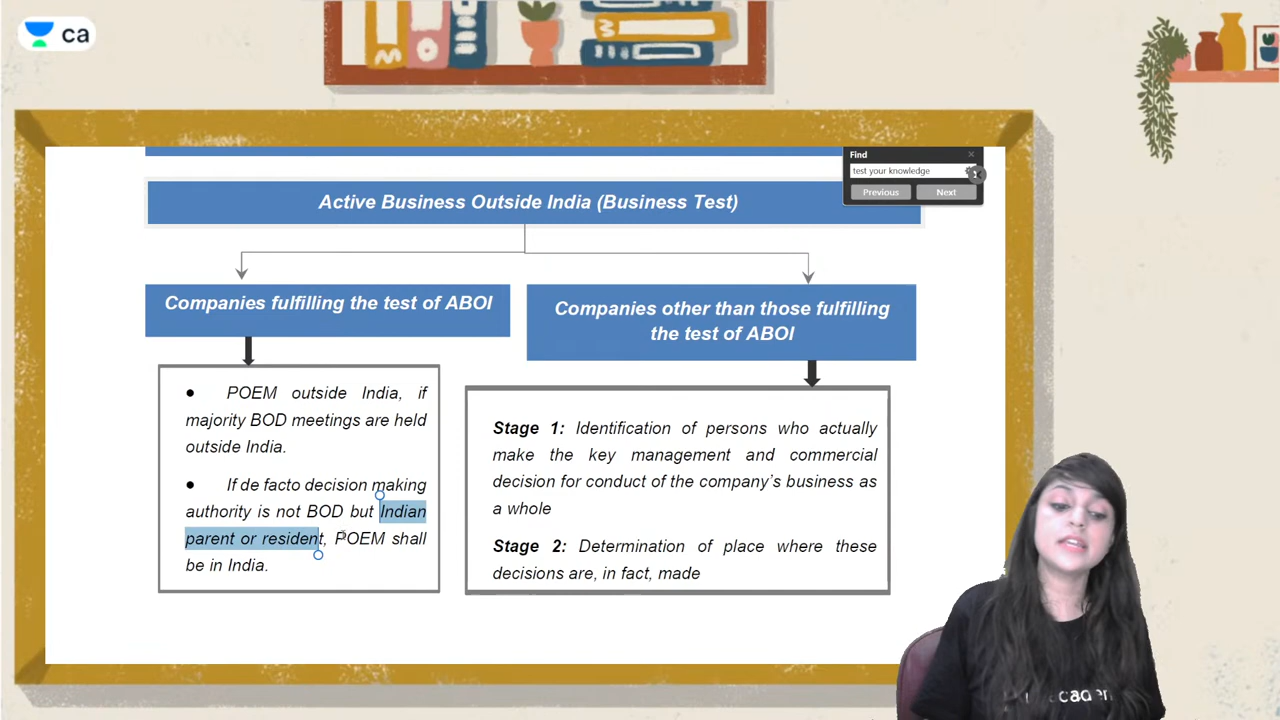 ca
Find
test your knowledge
Previous Next
Active Business Outside India (Business Test)
Companies fulfilling the test of ABOI
Companies other than those fulfilling
the test of ABOI
● POEM outside India, if
majority BOD meetings are held
outside India.
● If de facto decision making
authority is not BOD but Indian
parent or resident, POEM shall
be in India.
Stage 1: Identification of persons who actually
make the key management and commercial
decision for conduct of the company's business as
a whole
Stage 2: Determination of place where these
decisions are, in fact, made